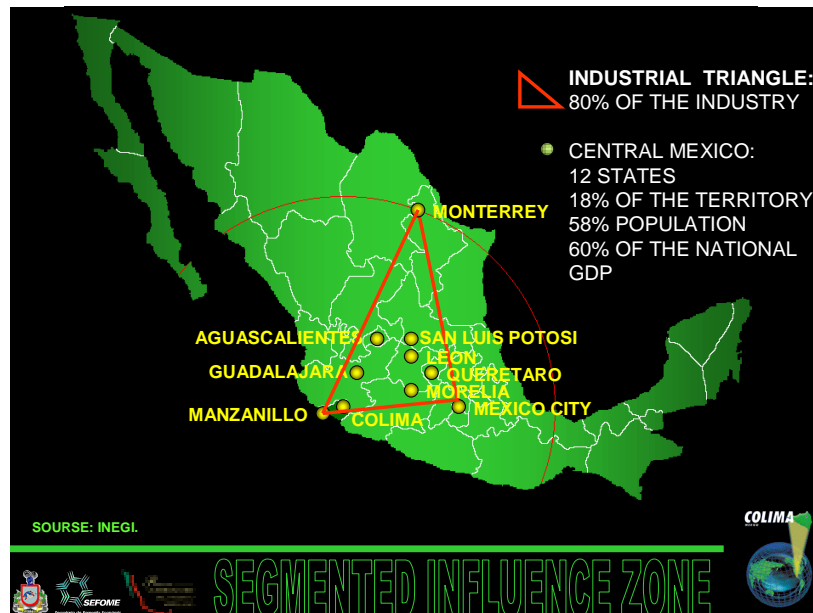 INDUSTRIAL TRIANGLE:
80% OF THE INDUSTRY
CENTRAL MEXICO:
12 STATES
18% OF THE TERRITORY
58% POPULATION
60% OF THE NATIONAL
GDP
MONTERREY
AGUASCALIENTES
SAN LUIS POTOSI
LEON
GUADALAJARA
QUERETARO
MORELIA
MANZANILLO
COLIMA
MEXICO CITY
SOURSE: INEGI.
COLIMA
SEFOME
SEGMENTED INFLUENCE ZONE